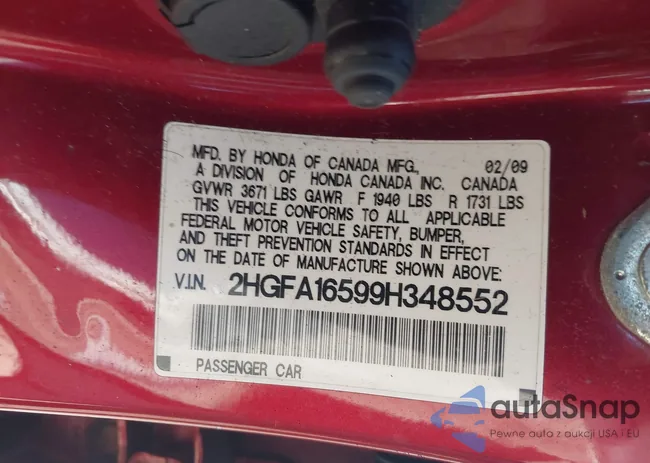 MFD. BY HONDA OF CANADA MFG., 02/09
A DIVISION OF HONDA CANADA INC. CANADA
GVWR 3671 LBS GAWR F 1940 LBS R 1731 LBS
THIS VEHICLE CONFORMS TO ALL APPLICABLE
FEDERAL MOTOR VEHICLE SAFETY, BUMPER,
AND THEFT PREVENTION STANDARDS IN EFFECT
ON THE DATE OF MANUFACTURE SHOWN ABOVE:
V.I.N. 2HGFA16599H348552
PASSENGER CAR
autaSnap
Pewne auta z aukcji USA i EU